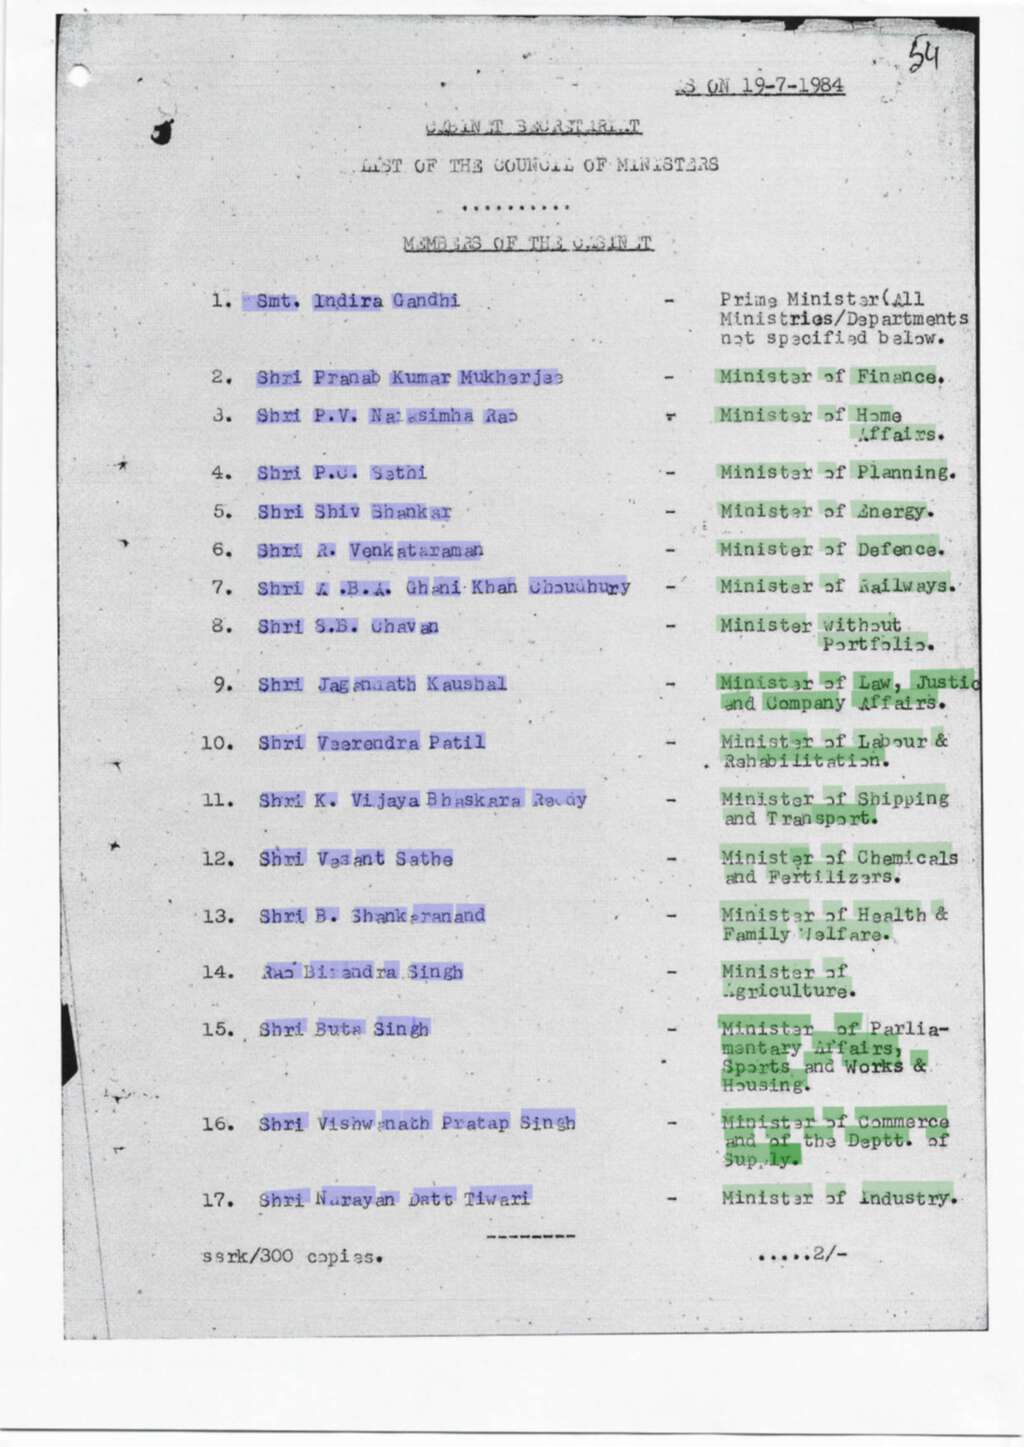 54
AS ON 19-7-1984
CABINET SECRETARIAT
LIST OF THE COUNCIL OF MINISTERS
..........
MEMBERS OF THE CABINET
1. Smt. Indira Gandhi - Prime Minister(All
Ministries/Departments
not specified below.
2. Shri Pranab Kumar Mukherjee - Minister of Finance.
3. Shri P.V. Narasimha Rao - Minister of Home
Affairs.
4. Shri P.C. Sethi - Minister of Planning.
5. Shri Shiv Shankar - Minister of Energy.
6. Shri R. Venkataraman - Minister of Defence.
7. Shri A.B.A. Ghani Khan Choudhury - Minister of Railways.
8. Shri S.B. Chavan - Minister without
Portfolio.
9. Shri Jagannath Kaushal - Minister of Law, Justic
and Company Affairs.
10. Shri Veerendra Patil - Minister of Labour &
Rehabilitation.
11. Shri K. Vijaya Bhaskara Reddy - Minister of Shipping
and Transport.
12. Shri Vasant Sathe - Minister of Chemicals
and Fertilizers.
13. Shri B. Shankaranand - Minister of Health &
Family Welfare.
14. Rao Birendra Singh - Minister of
Agriculture.
15. Shri Buta Singh - Minister of Parlia-
mentary Affairs,
Sports and Works &
Housing.
16. Shri Vishwanath Pratap Singh - Minister of Commerce
and of the Deptt. of
Supply.
17. Shri Narayan Datt Tiwari - Minister of Industry.
--------
ssrk/300 copies. .....2/-